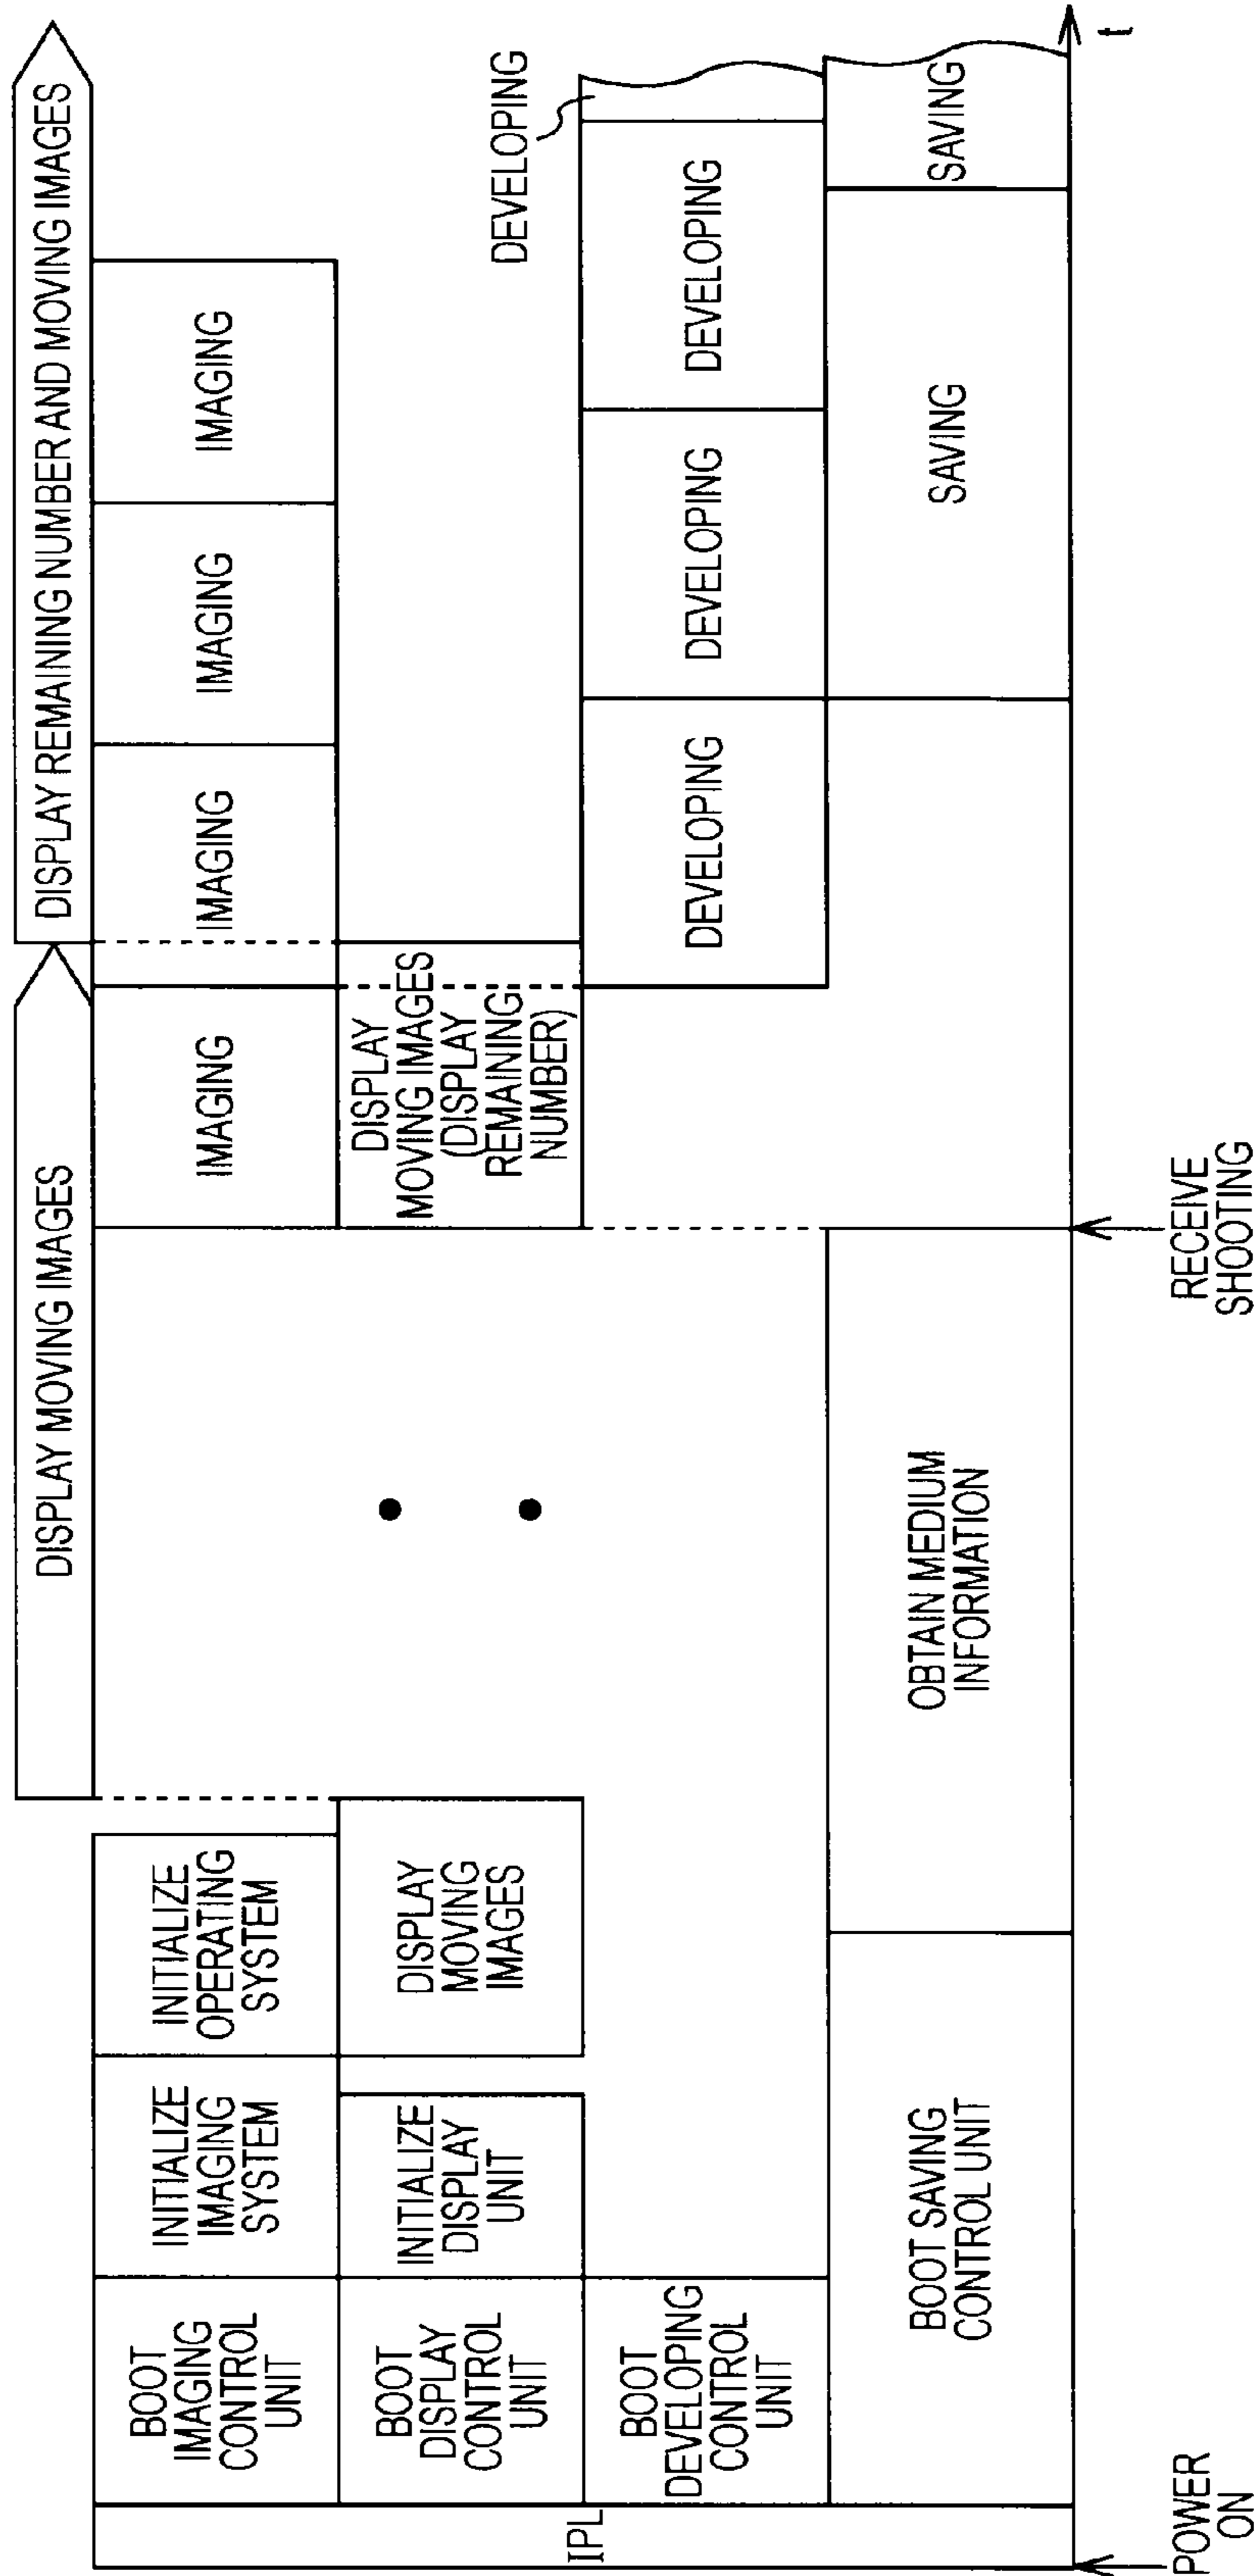 DISPLAY MOVING IMAGES
DISPLAY REMAINING NUMBER AND MOVING IMAGES
BOOT
IMAGING
CONTROL
UNIT
INITIALIZE
IMAGING
SYSTEM
INITIALIZE
OPERATING
SYSTEM
IMAGING
IMAGING
IMAGING
IMAGING
BOOT
DISPLAY
CONTROL
UNIT
INITIALIZE
DISPLAY
UNIT
DISPLAY
MOVING
IMAGES
DISPLAY
MOVING IMAGES
(DISPLAY
REMAINING
NUMBER)
DEVELOPING
IPL
BOOT
DEVELOPING
CONTROL
UNIT
DEVELOPING
DEVELOPING
DEVELOPING
BOOT SAVING
CONTROL UNIT
OBTAIN MEDIUM
INFORMATION
SAVING
SAVING
t
POWER
ON
RECEIVE
SHOOTING